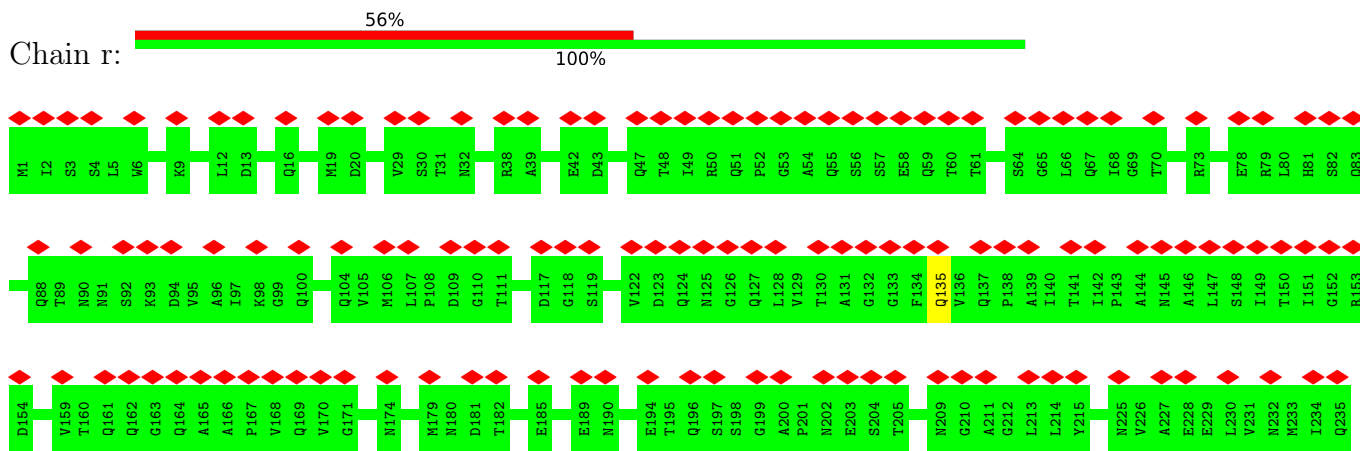 56%
Chain r:
100%
M1 I2 S3 S4 L5 W6 K9 L12 D13 Q16 M19 D20 V29 S30 T31 N32 R38 A39 E42 D43 Q47 T48 I49 R50 Q51 P52 G53 A54 Q55 S56 S57 E58 Q59 T60 T61 S64 G65 L66 Q67 I68 G69 T70 R73 E78 R79 L80 H81 S82 Q83
Q88 T89 N90 N91 S92 K93 D94 V95 A96 I97 K98 G99 Q100 Q104 V105 M106 L107 P108 D109 G110 T111 D117 G118 S119 V122 D123 Q124 N125 G126 Q127 L128 V129 T130 A131 G132 G133 F134 Q135 V136 Q137 P138 A139 I140 T141 I142 P143 A144 N145 A146 L147 S148 I149 T150 I151 G152 R153
D154 V159 T160 Q161 Q162 G163 Q164 A165 A166 P167 V168 Q169 V170 G171 N174 M179 N180 D181 T182 E185 E189 N190 E194 T195 Q196 S197 S198 G199 A200 P201 N202 E203 S204 T205 N209 G210 A211 G212 L213 L214 Y215 N225 V226 A227 E228 E229 L230 V231 N232 M233 I234 Q235